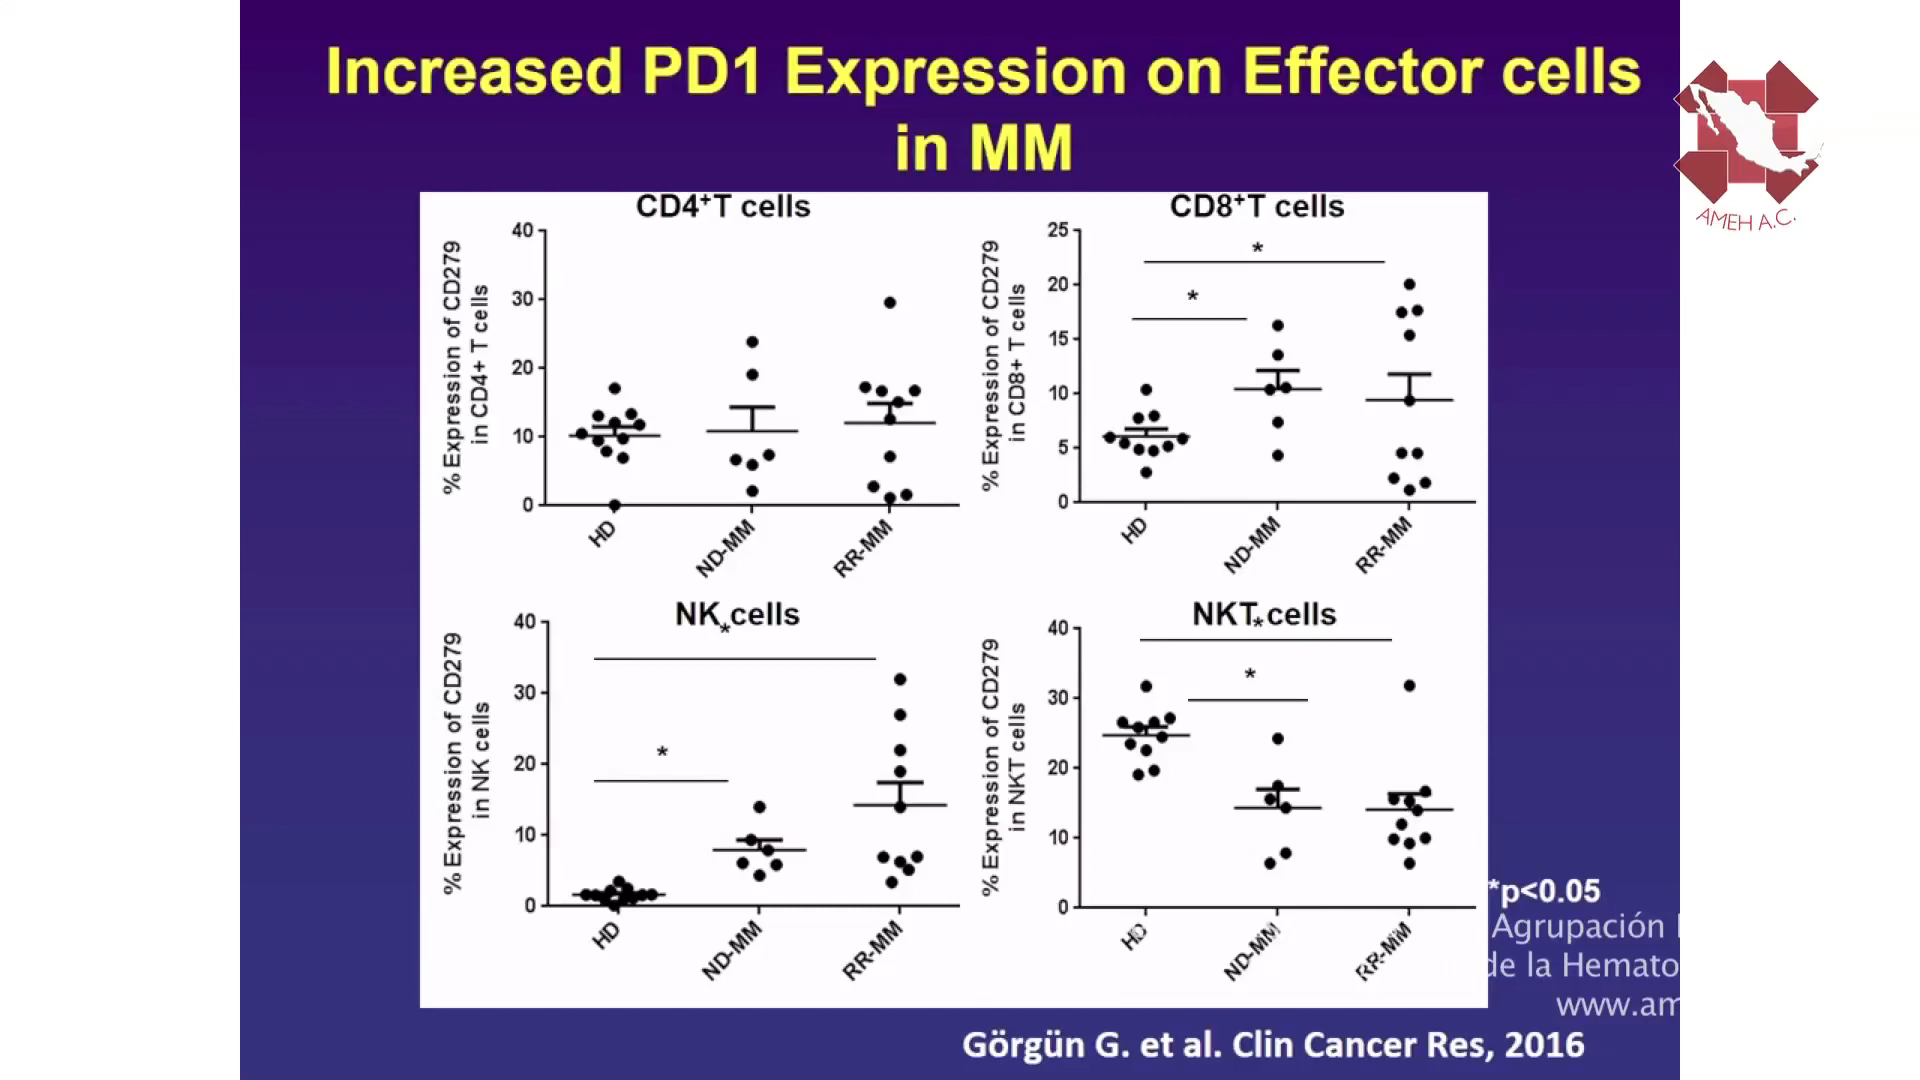 Increased PD1 Expression on Effector cells
in MM
AMEH A.C.
CD4+T cells
% Expression of CD279
in CD4+ T cells
40
30
20
10
0
HD
ND-MM
RR-MM
CD8+T cells
% Expression of CD279
in CD8+ T cells
25
20
15
10
5
0
*
*
HD
ND-MM
RR-MM
NK cells
% Expression of CD279
in NK cells
40
30
20
10
0
*
*
HD
ND-MM
RR-MM
NKT cells
% Expression of CD279
in NKT cells
40
30
20
10
0
*
*
HD
ND-MM
RR-MM
*p<0.05
Agrupación
de la Hemato
www.am
Görgün G. et al. Clin Cancer Res, 2016